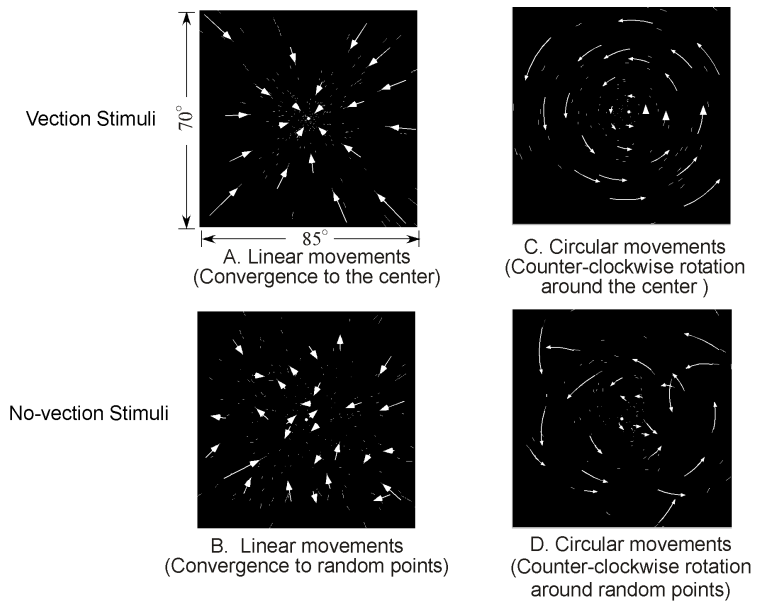 Vection Stimuli
70°
85°
A. Linear movements
(Convergence to the center)
C. Circular movements
(Counter-clockwise rotation
around the center )
No-vection Stimuli
B. Linear movements
(Convergence to random points)
D. Circular movements
(Counter-clockwise rotation
around random points)